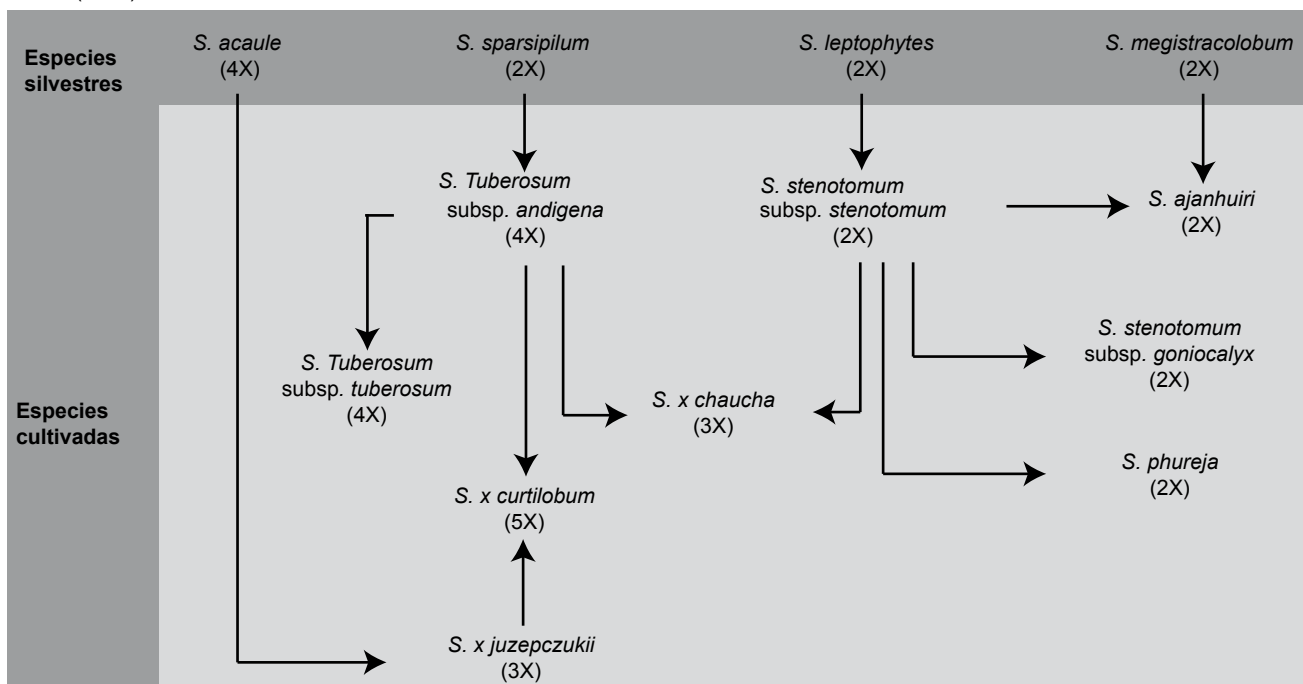 Especies
silvestres
S. acaule
(4X)
S. sparsipilum
(2X)
S. leptophytes
(2X)
S. megistracolobum
(2X)
S. Tuberosum
subsp. andigena
(4X)
S. stenotomum
subsp. stenotomum
(2X)
S. ajanhuiri
(2X)
Especies
cultivadas
S. Tuberosum
subsp. tuberosum
(4X)
S. x chaucha
(3X)
S. stenotomum
subsp. goniocalyx
(2X)
S. x curtilobum
(5X)
S. phureja
(2X)
S. x juzepczukii
(3X)